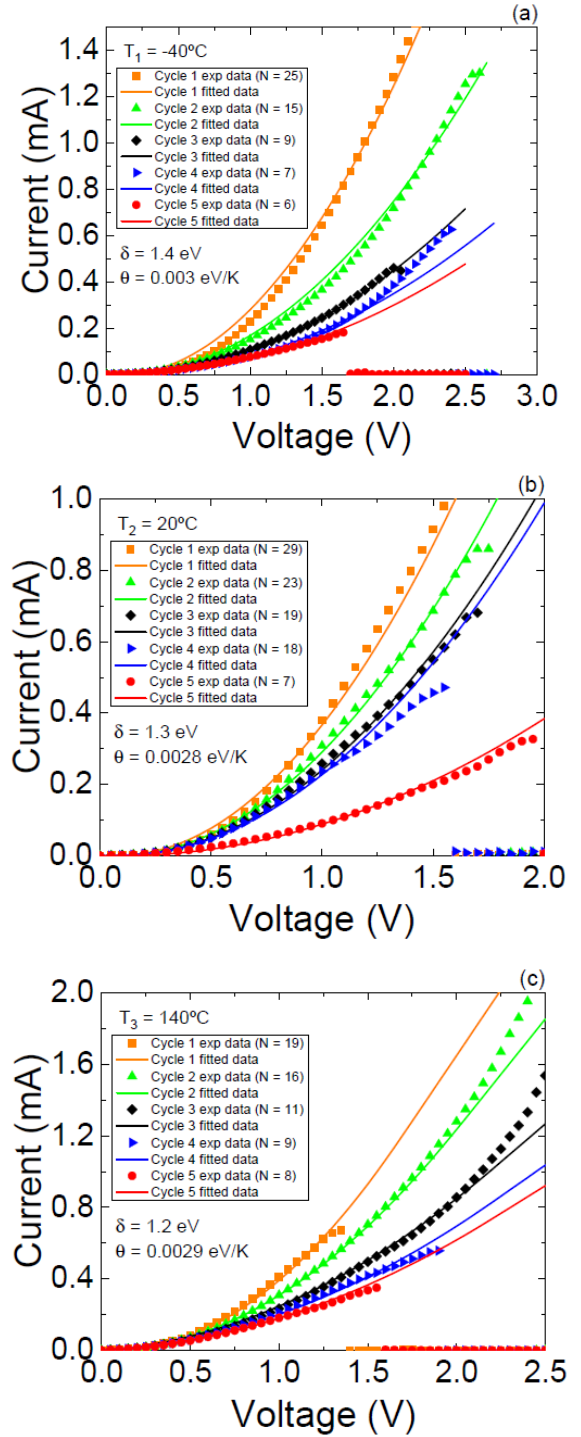 (a)
T1 = -40ºC
Cycle 1 exp data (N = 25)
Cycle 1 fitted data
Cycle 2 exp data (N = 15)
Cycle 2 fitted data
Cycle 3 exp data (N = 9)
Cycle 3 fitted data
Cycle 4 exp data (N = 7)
Cycle 4 fitted data
Cycle 5 exp data (N = 6)
Cycle 5 fitted data
δ = 1.4 eV
θ = 0.003 eV/K
Current (mA)
1.4
1.2
1.0
0.8
0.6
0.4
0.2
0.0
0.0 0.5 1.0 1.5 2.0 2.5 3.0
Voltage (V)
(b)
T2 = 20ºC
Cycle 1 exp data (N = 29)
Cycle 1 fitted data
Cycle 2 exp data (N = 23)
Cycle 2 fitted data
Cycle 3 exp data (N = 19)
Cycle 3 fitted data
Cycle 4 exp data (N = 18)
Cycle 4 fitted data
Cycle 5 exp data (N = 7)
Cycle 5 fitted data
δ = 1.3 eV
θ = 0.0028 eV/K
Current (mA)
1.0
0.8
0.6
0.4
0.2
0.0
0.0 0.5 1.0 1.5 2.0
Voltage (V)
(c)
T3 = 140ºC
Cycle 1 exp data (N = 19)
Cycle 1 fitted data
Cycle 2 exp data (N = 16)
Cycle 2 fitted data
Cycle 3 exp data (N = 11)
Cycle 3 fitted data
Cycle 4 exp data (N = 9)
Cycle 4 fitted data
Cycle 5 exp data (N = 8)
Cycle 5 fitted data
δ = 1.2 eV
θ = 0.0029 eV/K
Current (mA)
2.0
1.6
1.2
0.8
0.4
0.0
0.0 0.5 1.0 1.5 2.0 2.5
Voltage (V)